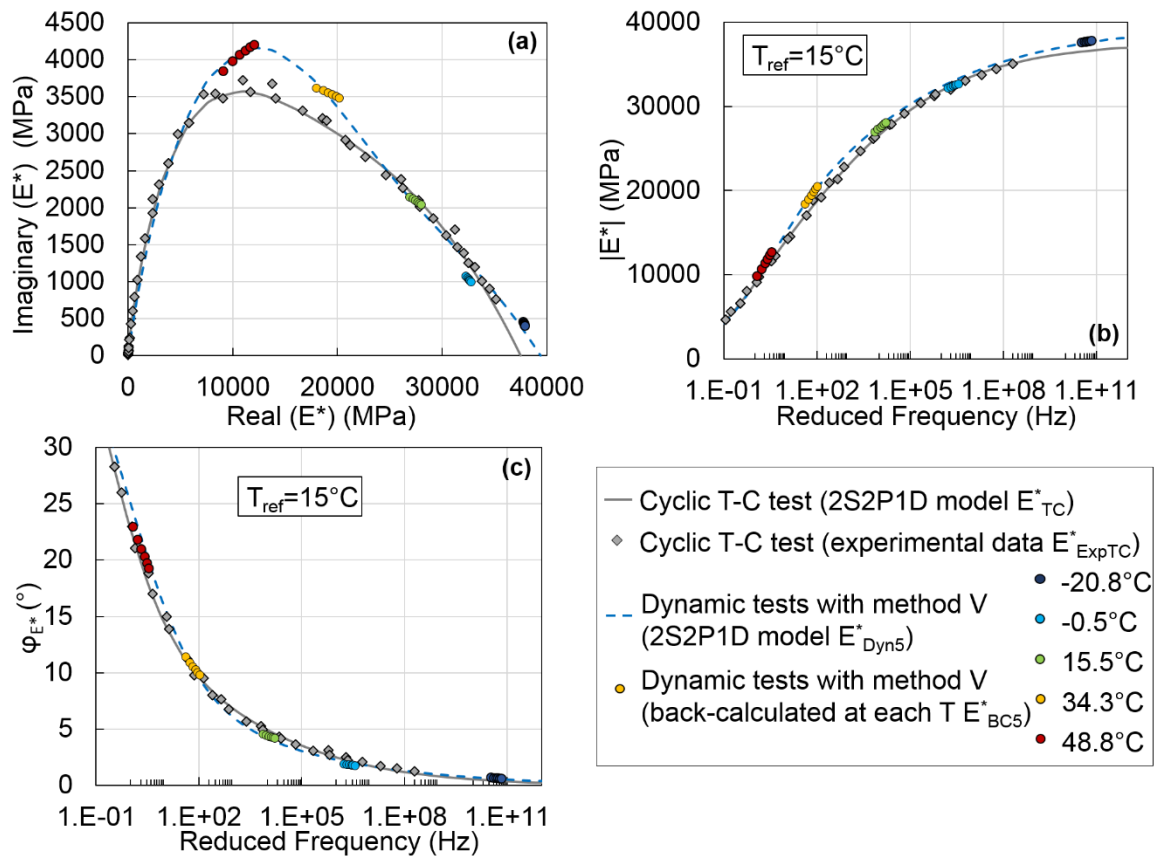 4500
4000
3500
3000
2500
2000
1500
1000
500
0
Imaginary (E*) (MPa)
(a)
0 10000 20000 30000 40000
Real (E*) (MPa)
40000
30000
20000
10000
0
|E*| (MPa)
Tref=15°C
(b)
1.E-01 1.E+02 1.E+05 1.E+08 1.E+11
Reduced Frequency (Hz)
30
25
20
15
10
5
0
φE* (°)
Tref=15°C
(c)
1.E-01 1.E+02 1.E+05 1.E+08 1.E+11
Reduced Frequency (Hz)
Cyclic T-C test (2S2P1D model E*TC)
Cyclic T-C test (experimental data E*ExpTC)
Dynamic tests with method V
(2S2P1D model E*Dyn5)
Dynamic tests with method V
(back-calculated at each T E*BC5)
-20.8°C
-0.5°C
15.5°C
34.3°C
48.8°C